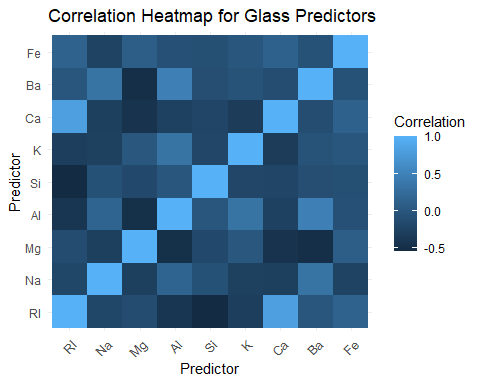 Correlation Heatmap for Glass Predictors
Fe
Ba
Ca
K
Si
Al
Mg
Na
RI
Predictor
RI Na Mg Al Si K Ca Ba Fe
Predictor
Correlation
1.0
0.5
0.0
-0.5